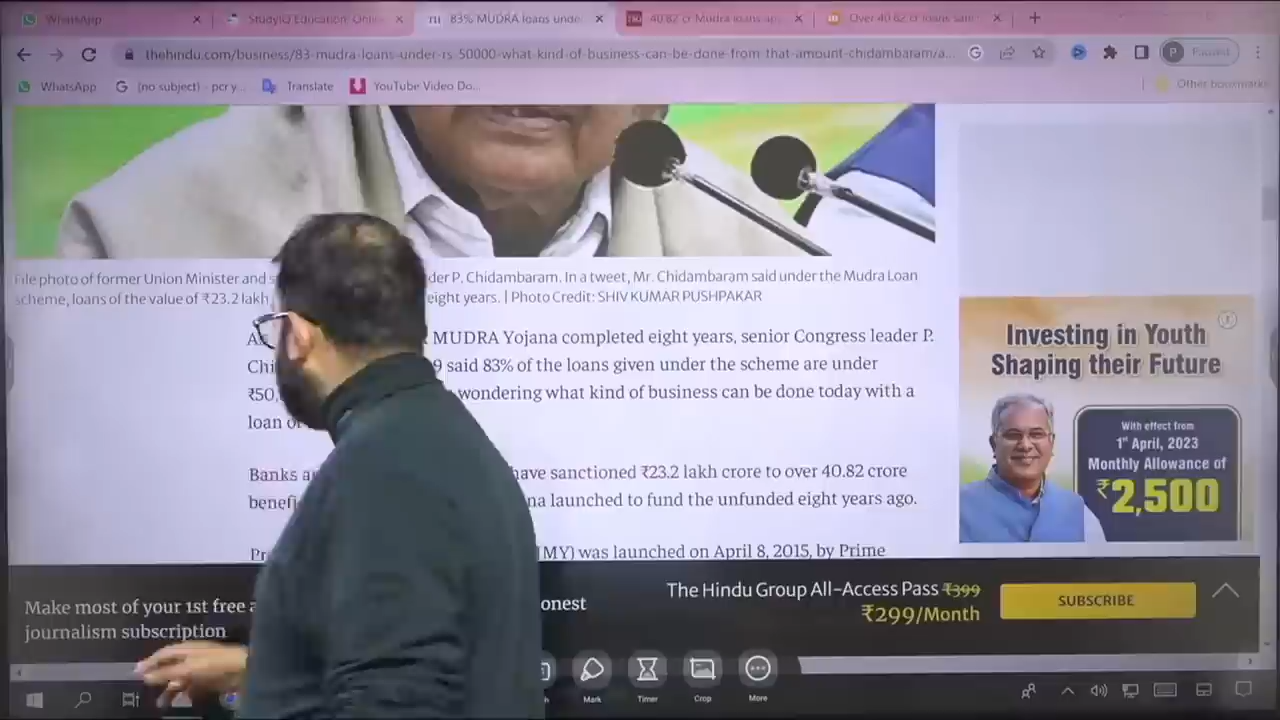 WhatsApp
StudyIQ Education: Onlin
83% MUDRA loans unde
40.82 cr Mudra loans
Over 40.82 cr loans san
thehindu.com/business/83-mudra-loans-under-rs-50000-what-kind-of-business-can-be-done-from-that-amount-chidambaram/a...
P Paused
WhatsApp
(no subject) - pcr y...
Translate
YouTube Video Do...
Other bookmarks
File photo of former Union Minister and s der P. Chidambaram. In a tweet, Mr. Chidambaram said under the Mudra Loan
scheme, loans of the value of ₹23.2 lakh eight years. | Photo Credit: SHIV KUMAR PUSHPAKAR
MUDRA Yojana completed eight years, senior Congress leader P.
Chi 9 said 83% of the loans given under the scheme are under
₹50, wondering what kind of business can be done today with a
loan of
Banks a have sanctioned ₹23.2 lakh crore to over 40.82 crore
benefi na launched to fund the unfunded eight years ago.
Pr MY) was launched on April 8, 2015, by Prime
Investing in Youth
Shaping their Future
With effect from
1st April, 2023
Monthly Allowance of
₹2,500
Make most of your 1st free a onest
journalism subscription
The Hindu Group All-Access Pass ₹399
₹299/Month
SUBSCRIBE
Mark
Timer
Crop
More